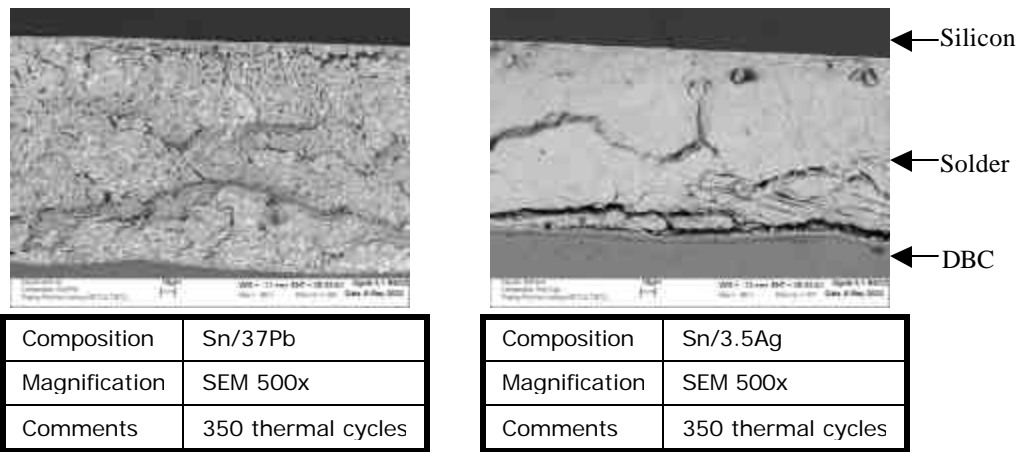 Silicon
Solder
DBC
Composition Sn/37Pb
Magnification SEM 500x
Comments 350 thermal cycles
Composition Sn/3.5Ag
Magnification SEM 500x
Comments 350 thermal cycles